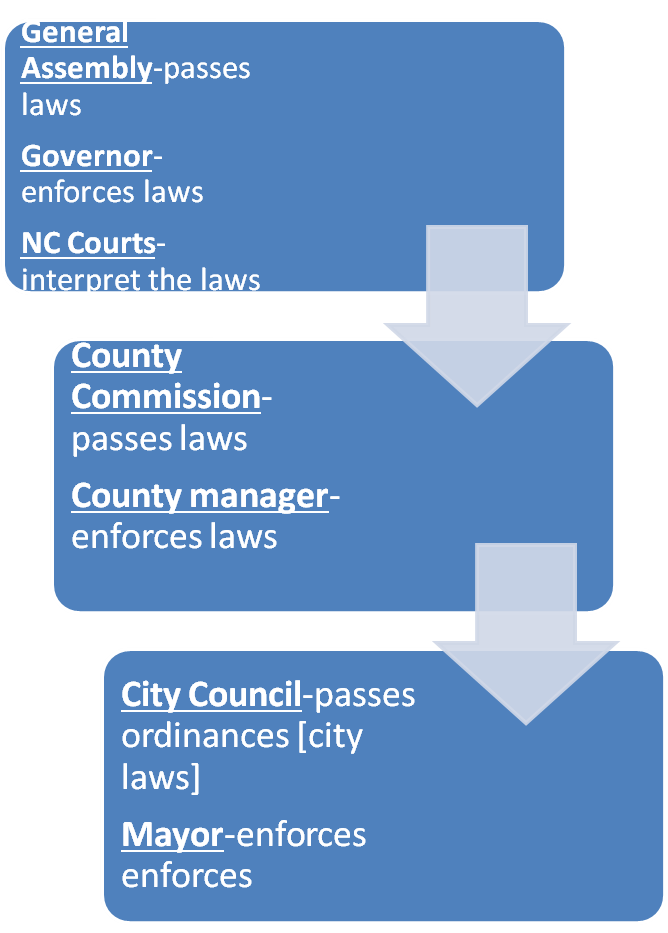 General
Assembly-passes
laws
Governor-
enforces laws
NC Courts-
interpret the laws
County
Commission-
passes laws
County manager-
enforces laws
City Council-passes
ordinances [city
laws]
Mayor-enforces
enforces